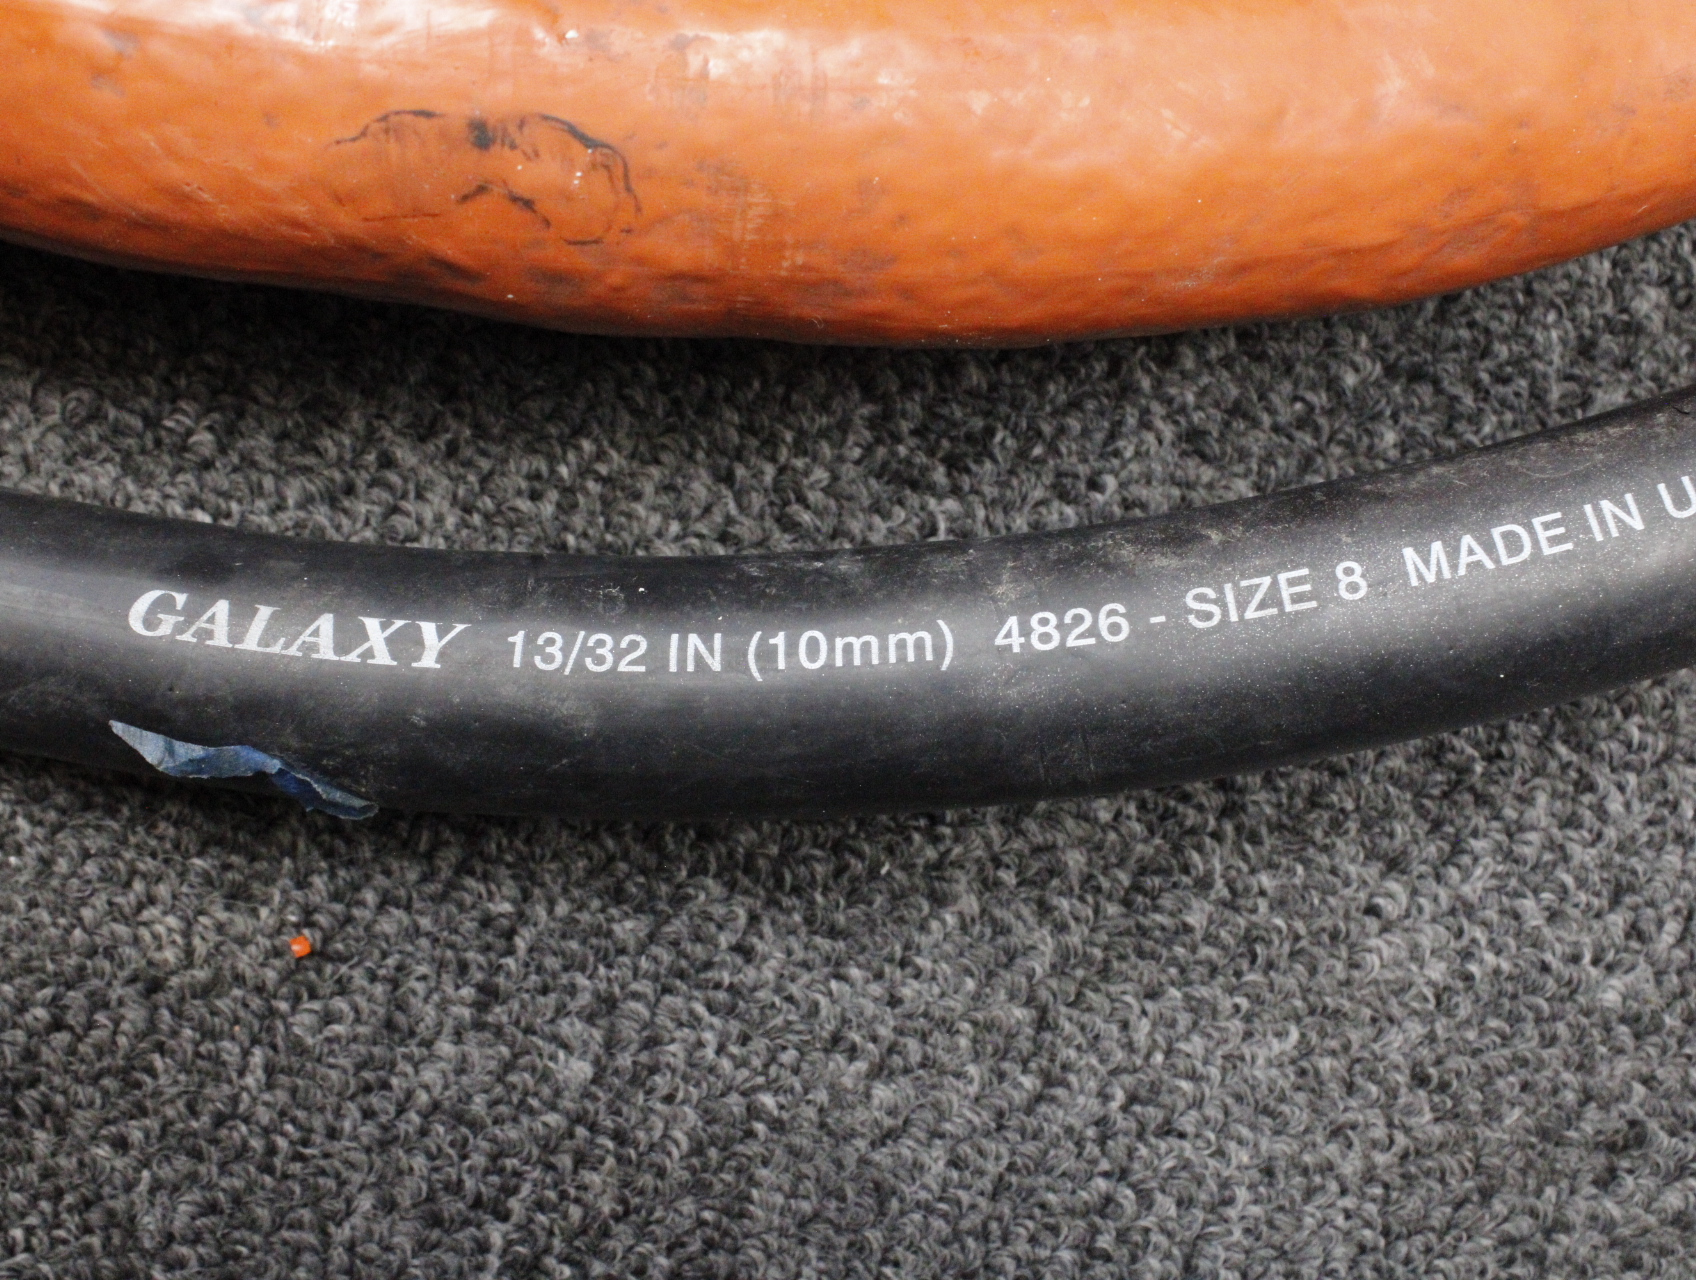 GALAXY 13/32 IN (10mm) 4826 - SIZE 8 MADE IN U